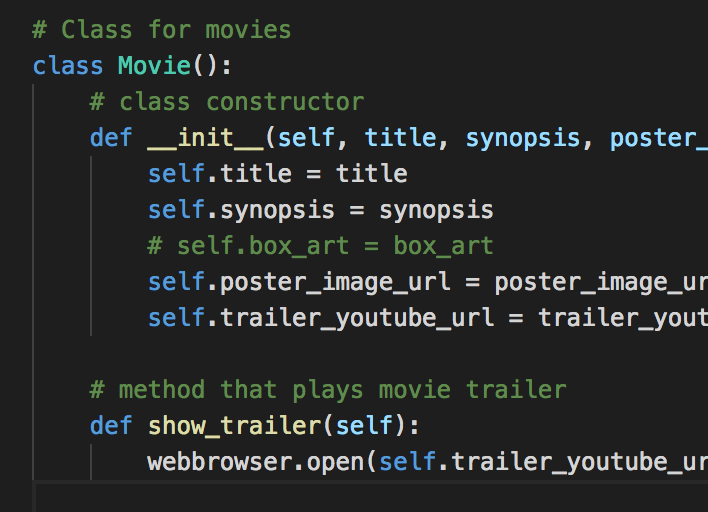 # Class for movies
class Movie():
    # class constructor
    def __init__(self, title, synopsis, poster_
        self.title = title
        self.synopsis = synopsis
        # self.box_art = box_art
        self.poster_image_url = poster_image_ur
        self.trailer_youtube_url = trailer_yout
    # method that plays movie trailer
    def show_trailer(self):
        webbrowser.open(self.trailer_youtube_ur